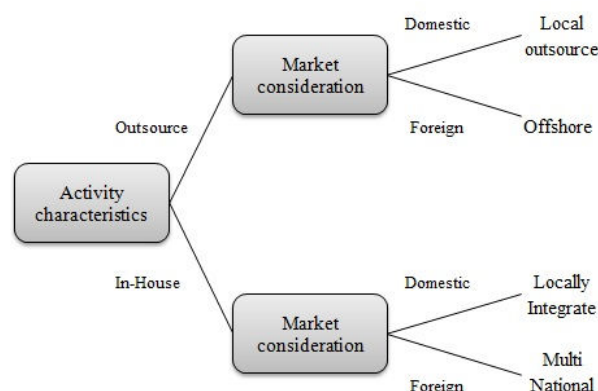 Domestic
Local
outsource
Market
consideration
Outsource
Foreign
Offshore
Activity
characteristics
In-House
Domestic
Locally
Integrate
Market
consideration
Multi
National
Foreign